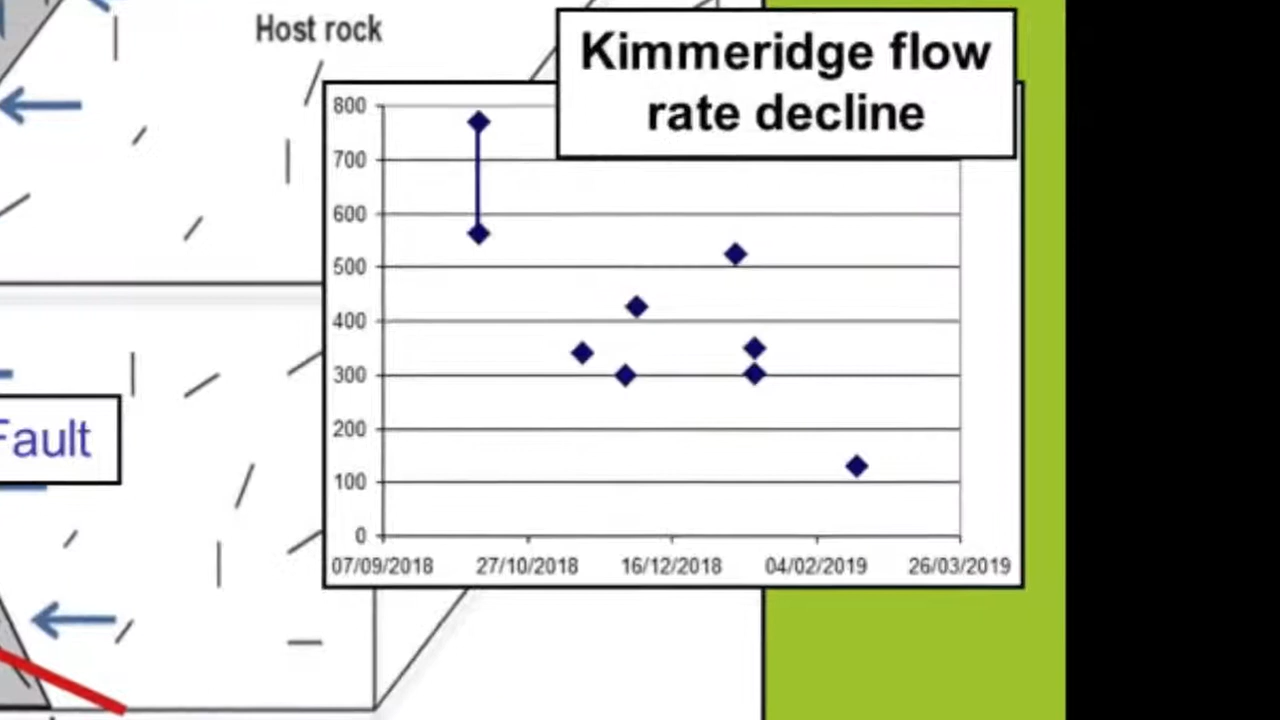 Host rock
Kimmeridge flow
rate decline
800
700
600
500
400
300
200
100
0
07/09/2018 27/10/2018 16/12/2018 04/02/2019 26/03/2019
Fault